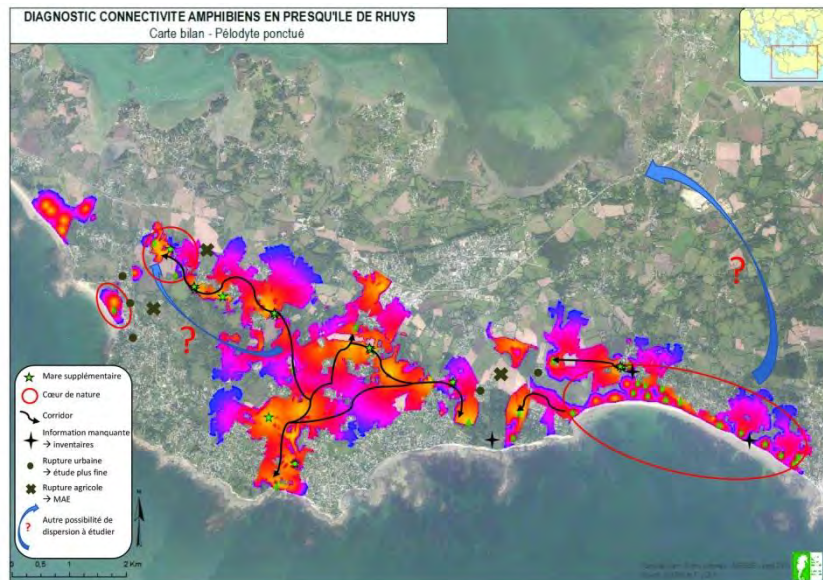 DIAGNOSTIC CONNECTIVITE AMPHIBIENS EN PRESQU'ILE DE RHUYS
Carte bilan - Pélodyte ponctué
?
?
Mare supplémentaire
Cœur de nature
Corridor
Information manquante
→ inventaires
Rupture urbaine
→ étude plus fine
Rupture agricole
→ MAE
Autre possibilité de
? dispersion à étudier
0 0,5 1 2 Km